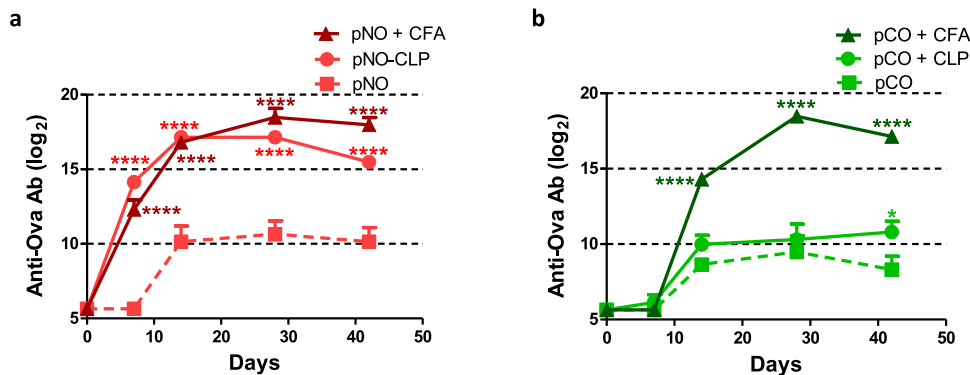 a
pNO + CFA
pNO-CLP
pNO
Anti-Ova Ab (log2)
20
15
10
5
**** ****
**** ****
**** ****
**** ****
0 10 20 30 40 50
Days
b
pCO + CFA
pCO + CLP
pCO
Anti-Ova Ab (log2)
20
15
10
5
****
****
****
*
0 10 20 30 40 50
Days